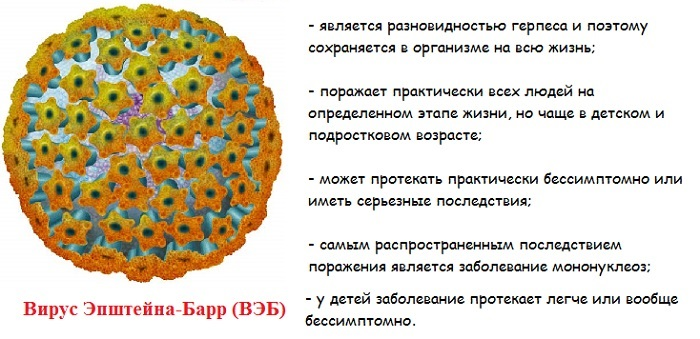 - является разновидностью герпеса и поэтому
сохраняется в организме на всю жизнь;
- поражает практически всех людей на
определенном этапе жизни, но чаще в детском и
подростковом возрасте;
- может протекать практически бессимптомно или
иметь серьезные последствия;
- самым распространенным последствием
поражения является заболевание мононуклеоз;
- у детей заболевание протекает легче или вообще
бессимптомно.
Вирус Эпштейна-Барр (ВЭБ)